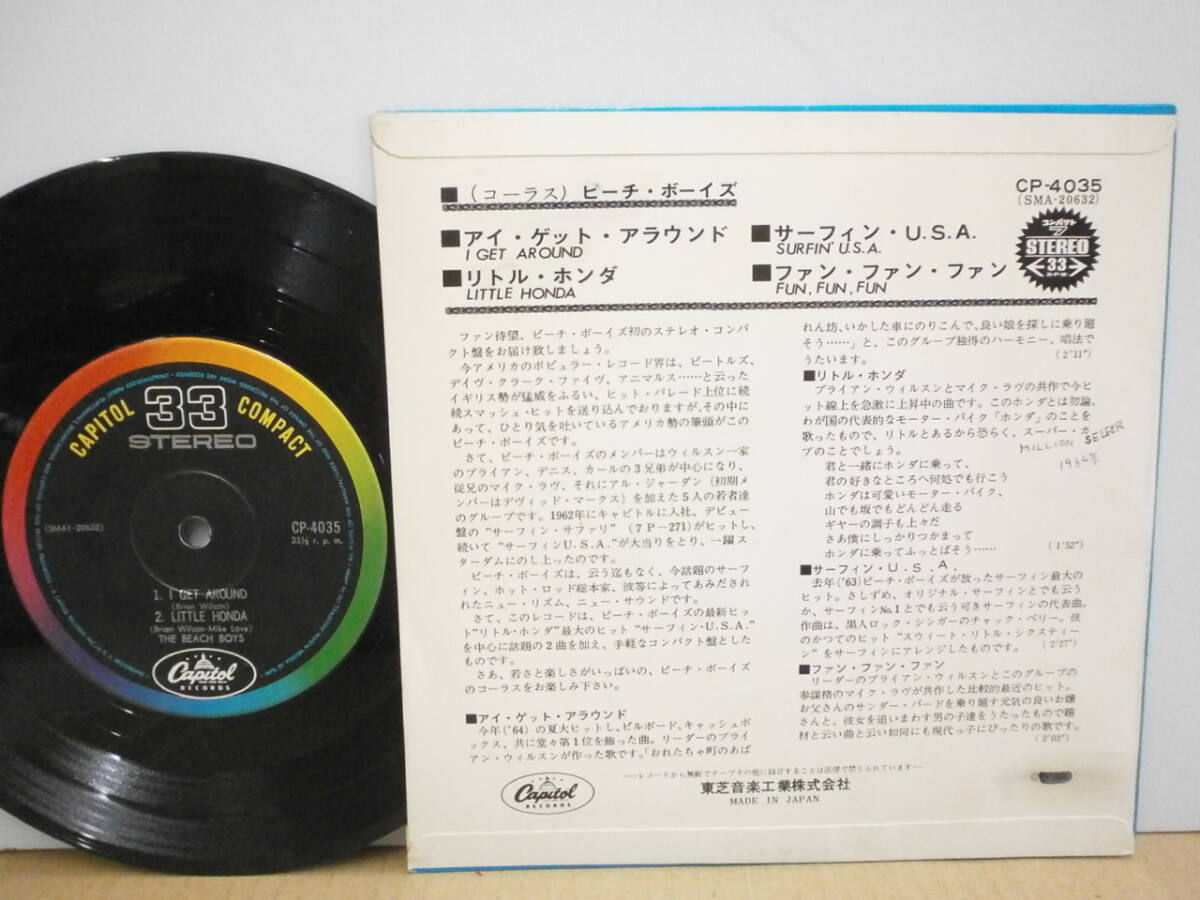 CAPITOL 33 COMPACT
STEREO
(SMA1-20632)
CP-4035
33⅓ r. p. m.
1. I GET AROUND
(Brian Wilson)
2. LITTLE HONDA
(Brian Wilson-Mike Love)
THE BEACH BOYS
Capitol
RECORDS
■(コーラス) ビーチ・ボーイズ
CP-4035
(SMA-20632)
コンパクト
7
STEREO
33
R・P・M
■アイ・ゲット・アラウンド
I GET AROUND
■サーフィン・U.S.A.
SURFIN' U.S.A.
■リトル・ホンダ
LITTLE HONDA
■ファン・ファン・ファン
FUN, FUN, FUN
ファン待望、ビーチ・ボーイズ初のステレオ・コンパ
クト盤をお届け致しましょう。
今アメリカのポピュラー・レコード界は、ビートルズ、
デイヴ・クラーク・ファイヴ、アニマルス……と云った
イギリス勢が猛威をふるい、ヒット・パレード上位に続
続スマッシュ・ヒットを送り込んでおりますが、その中に
あって、ひとり気を吐いているアメリカ勢の筆頭がこの
ビーチ・ボーイズです。
さて、ビーチ・ボーイズのメンバーはウィルスン一家
のブライアン、デニス、カールの3兄弟が中心になり、
従兄のマイク・ラヴ、それにアル・ジャーダン(初期メ
ンバーはデヴィッド・マークス)を加えた5人の若者達
のグループです。1962年にキャピトルに入社、デビュー
盤の“サーフィン・サファリ”(7P-271)がヒットし、
続いて“サーフィンU.S.A.”が大当りをとり、一躍ス
ターダムにのし上ったのです。
ビーチ・ボーイズは、云う迄もなく、今話題のサーフ
ィン、ホット・ロッド総本家、彼等によってあみだされ
たニュー・リズム、ニュー・サウンドです。
さて、このレコードは、ビーチ・ボーイズの最新ヒッ
ト“リトル・ホンダ”最大のヒット“サーフィン・U.S.A.”
を中心に話題の2曲を加え、手軽なコンパクト盤とした
ものです。
さあ、若さと楽しさがいっぱいの、ビーチ・ボーイズ
のコーラスをお楽しみ下さい。
■アイ・ゲット・アラウンド
今年('64)の夏大ヒットし、ビルボード、キャッシュボ
ックス、共に堂々第1位を飾った曲。リーダーのブライ
アン・ウィルスンが作った歌です。「おれたちゃ町のあば
れん坊、いかした車にのりこんで、良い娘を探しに乗り廻
そう……」と、このグループ独得のハーモニー、唱法で
うたいます。 (2'11")
■リトル・ホンダ
ブライアン・ウィルスンとマイク・ラヴの共作で今ヒ
ット線上を急激に上昇中の曲です。このホンダとは勿論、
わが国の代表的なモーター・バイク「ホンダ」のことを
歌ったもので、リトルとあるから恐らく、スーパー・カ
ブのことでしょう。
MILLION SELLER
1964年
君と一緒にホンダに乗って、
君の好きなところへ何処でも行こう
ホンダは可愛いモーター・バイク、
山でも坂でもどんどん走る
ギヤーの調子も上々だ
さあ僕にしっかりつかまって
ホンダに乗ってふっとばそう…… (1'52")
■サーフィン・U.S.A.
去年('63)ビーチ・ボーイズが放ったサーフィン最大の
ヒット。さしずめ、オリジナル・サーフィンとでも云う
か、サーフィンNo.1とでも云う可きサーフィンの代表曲。
作曲は、黒人ロック・シンガーのチャック・ベリー。彼
のかつてのヒット“スウィート・リトル・シクスティー
ン”をサーフィンにアレンジしたものです。 (2'27")
■ファン・ファン・ファン
リーダーのブライアン・ウィルスンとこのグループの
参謀格のマイク・ラヴが共作した比較的最近のヒット。
お父さんのサンダー・バードを乗り廻す元気の良いお嬢
さんと、彼女を追いまわす男の子達をうたったもので題
材と云い曲と云い如何にも現代っ子にぴったりの歌です。
(2'03")
Capitol
RECORDS
—レコードから無断でテープその他に録音することは法律で禁じられています—
東芝音楽工業株式会社
MADE IN JAPAN